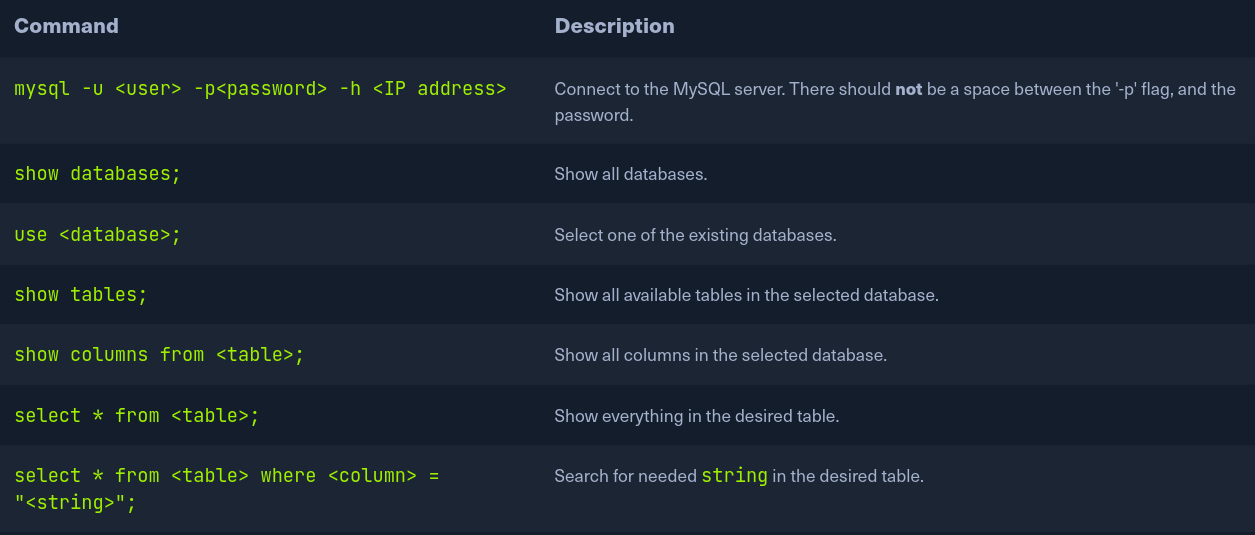 Command Description
mysql -u <user> -p<password> -h <IP address> Connect to the MySQL server. There should not be a space between the '-p' flag, and the
password.
show databases; Show all databases.
use <database>; Select one of the existing databases.
show tables; Show all available tables in the selected database.
show columns from <table>; Show all columns in the selected database.
select * from <table>; Show everything in the desired table.
select * from <table> where <column> = Search for needed string in the desired table.
"<string>";